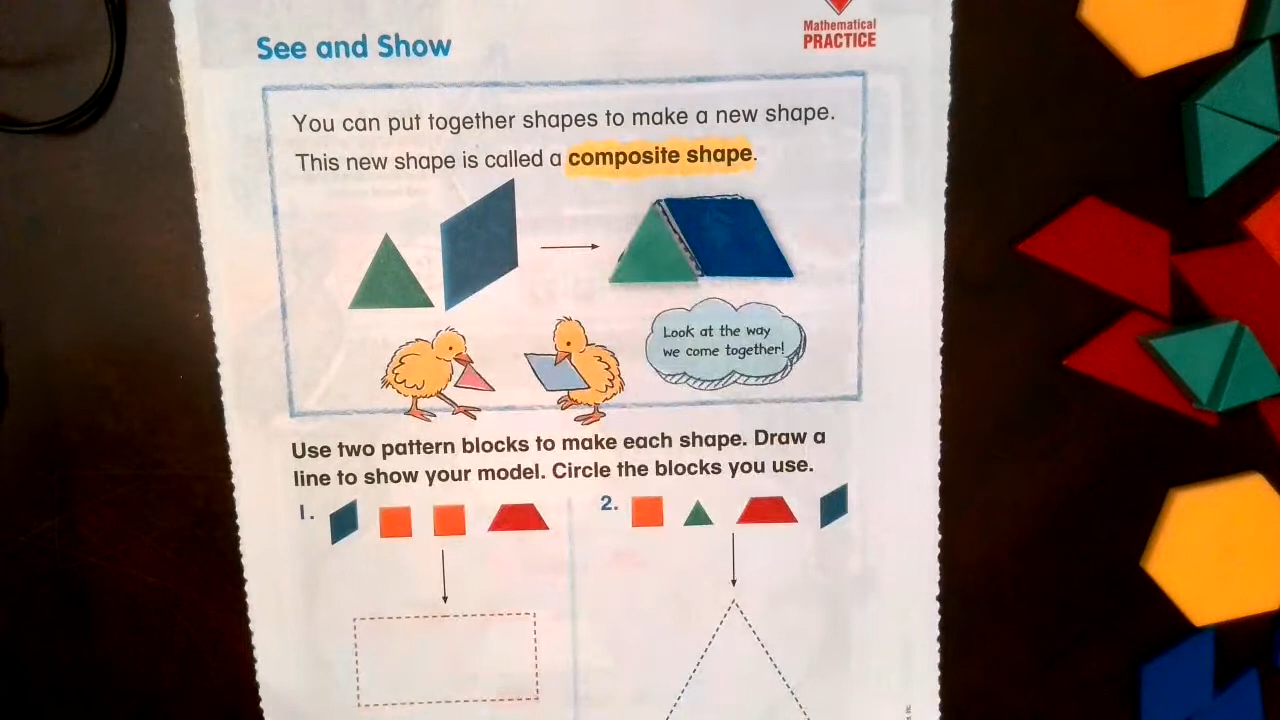 Mathematical
PRACTICE
See and Show
You can put together shapes to make a new shape.
This new shape is called a composite shape.
Look at the way
we come together!
Use two pattern blocks to make each shape. Draw a
line to show your model. Circle the blocks you use.
1.
2.